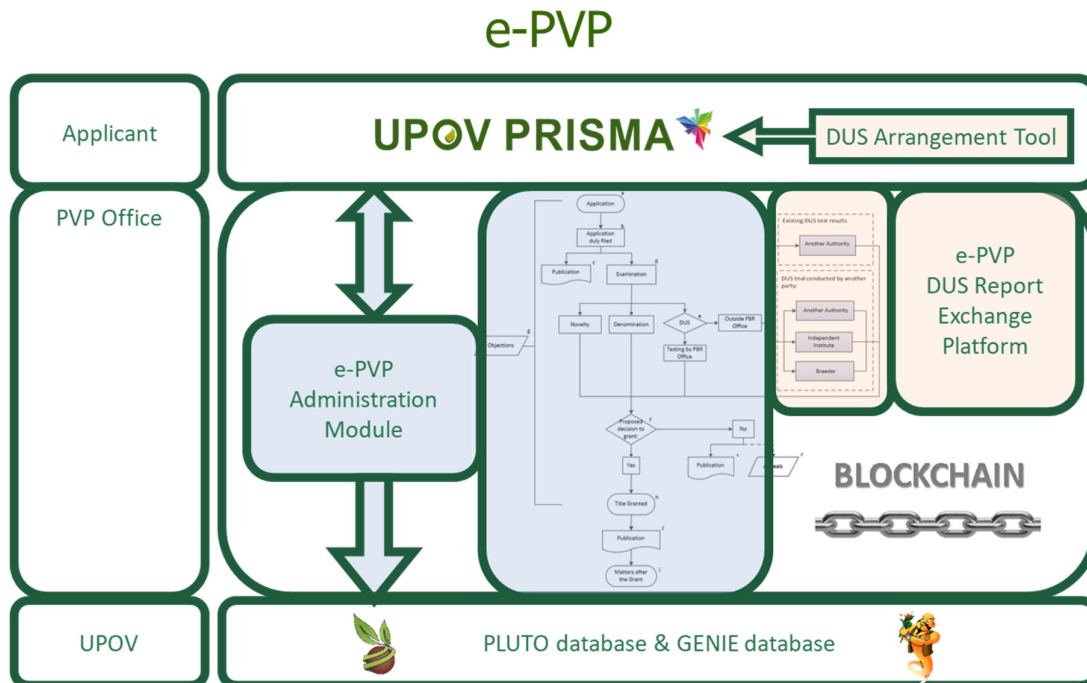 e-PVP
Applicant
UPOV PRISMA
DUS Arrangement Tool
PVP Office
e-PVP
Administration
Module
a
Application
b
Application
duly filed
c
Publication
d
Examination
Novelty
Denomination
e
DUS
Outside PBR
Office
Testing by PBR
Office
g
Objections
f
Proposed
decision to
grant:
No
Yes
Publication
h
Title Granted
c
Publication
i
Matters after
the Grant
Existing DUS test results
Another Authority
DUS trial conducted by another
party:
Another Authority
Independent
Institute
Breeder
e-PVP
DUS Report
Exchange
Platform
BLOCKCHAIN
UPOV
PLUTO database & GENIE database